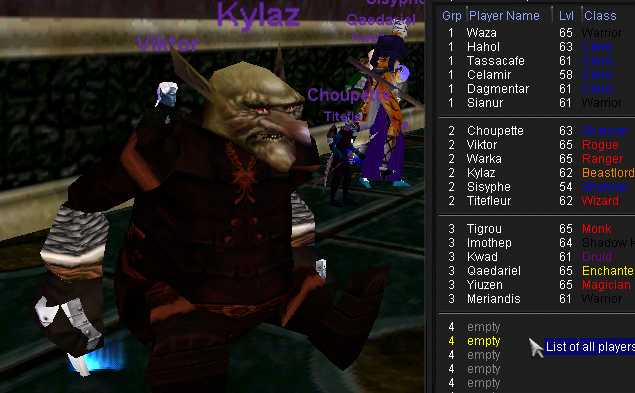 Kylaz
Sisyphe
Qaedariel
Viktor
Choupette
Titefle
Grp Player Name Lvl Class
1 Waza 65 Warrior
1 Hahol 63 Cleric
1 Tassacafe 61 Cleric
1 Celamir 58 Cleric
1 Dagmentar 61 Cleric
1 Sianur 61 Warrior
2 Choupette 63 Shaman
2 Viktor 65 Rogue
2 Warka 65 Ranger
2 Kylaz 62 Beastlord
2 Sisyphe 54 Shaman
2 Titefleur 62 Wizard
3 Tigrou 65 Monk
3 Imothep 64 Shadow
3 Kwad 61 Druid
3 Qaedariel 65 Enchante
3 Yiuzen 65 Magician
3 Meriandis 61 Warrior
4 empty
4 empty
4 empty
4 empty
4 empty
List of all players